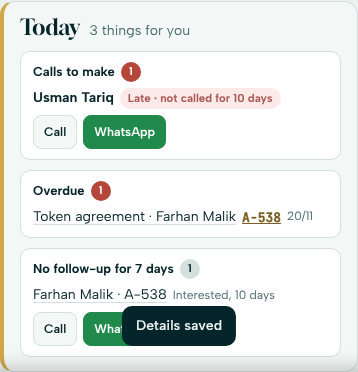 Today 3 things for you
Calls to make 1
Usman Tariq Late · not called for 10 days
Call WhatsApp
Overdue 1
Token agreement · Farhan Malik A-538 20/11
No follow-up for 7 days 1
Farhan Malik · A-538 Interested, 10 days
Call What
Details saved